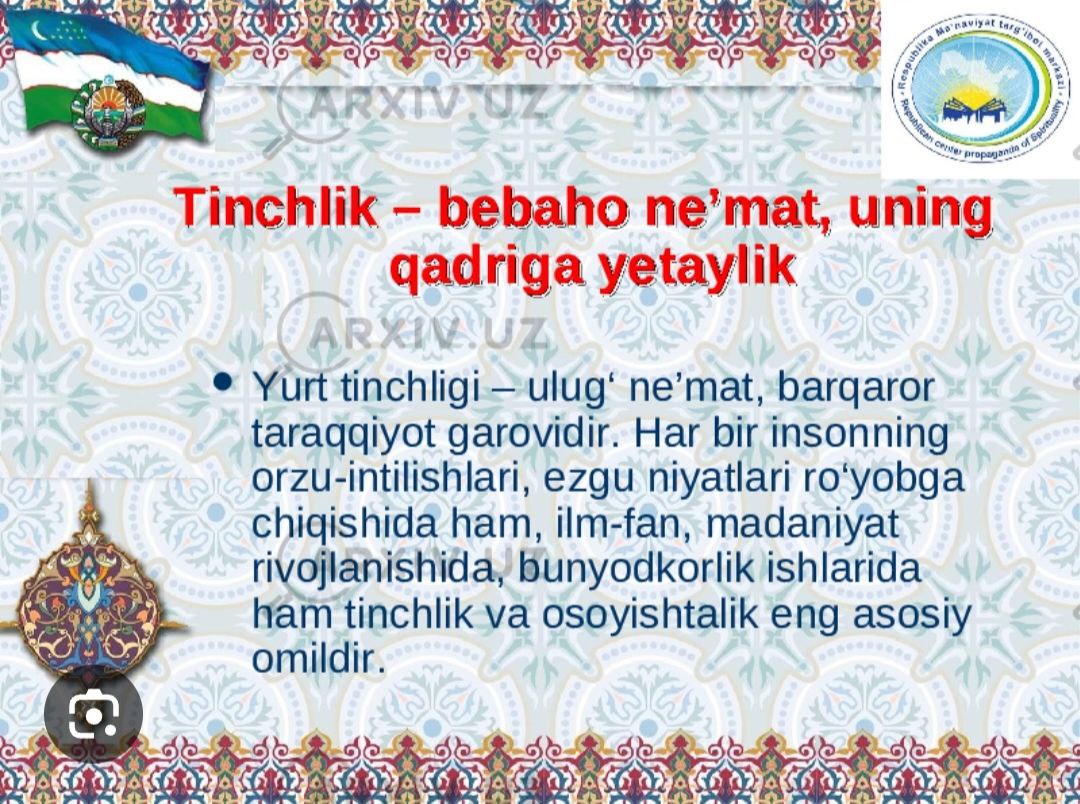 Respublika Ma'naviyat targ'ibot markazi
Republican center propaganda of Spirituality
ARXIV.UZ
Tinchlik – bebaho ne’mat, uning
qadriga yetaylik
ARXIV.UZ
• Yurt tinchligi – ulug‘ ne’mat, barqaror
taraqqiyot garovidir. Har bir insonning
orzu-intilishlari, ezgu niyatlari ro‘yobga
chiqishida ham, ilm-fan, madaniyat
rivojlanishida, bunyodkorlik ishlarida
ARXIV.UZ
ham tinchlik va osoyishtalik eng asosiy
omildir.